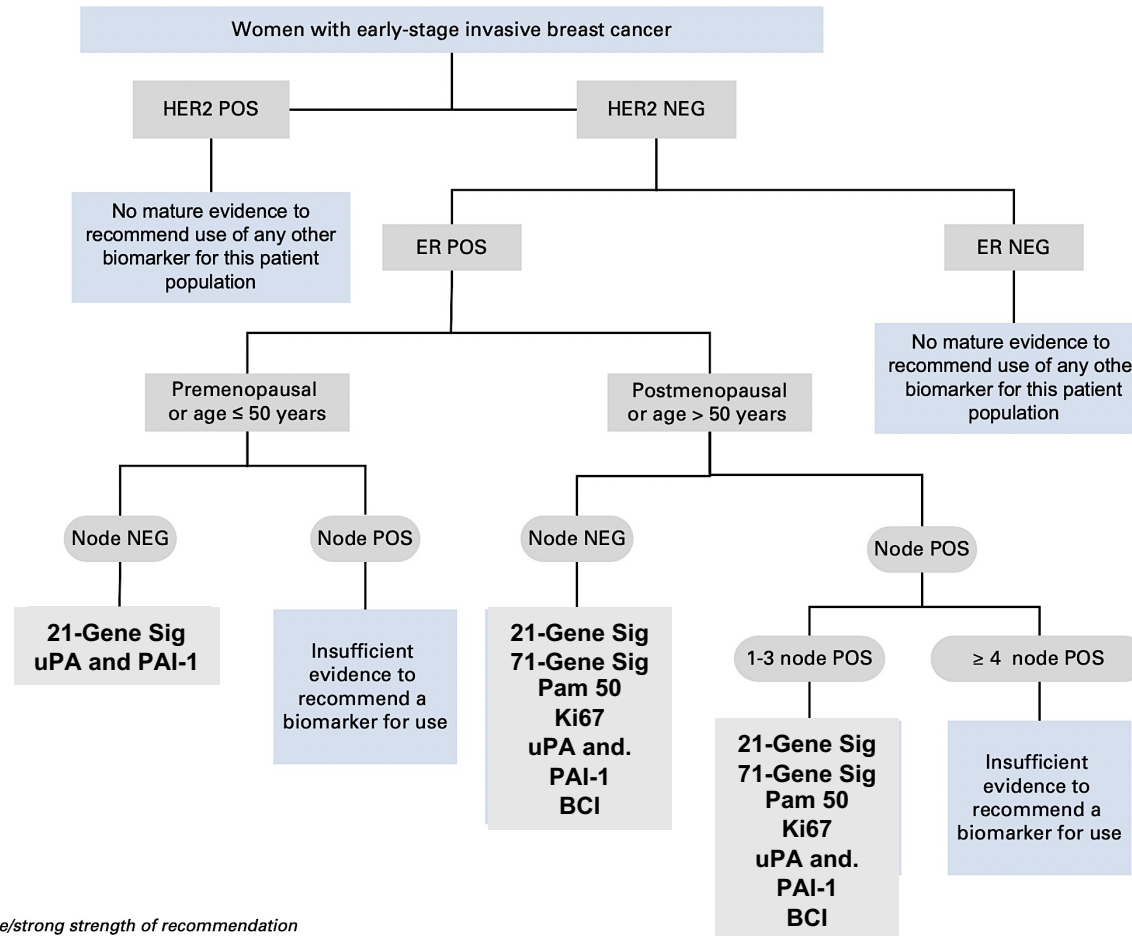 Women with early-stage invasive breast cancer
HER2 POS
HER2 NEG
No mature evidence to
recommend use of any other
biomarker for this patient
population
ER POS
ER NEG
No mature evidence to
recommend use of any othe
biomarker for this patient
population
Premenopausal
or age ≤ 50 years
Postmenopausal
or age > 50 years
Node NEG
Node POS
Node NEG
Node POS
21-Gene Sig
uPA and PAI-1
Insufficient
evidence to
recommend a
biomarker for use
21-Gene Sig
71-Gene Sig
Pam 50
Ki67
uPA and.
PAI-1
BCI
1-3 node POS
≥ 4 node POS
21-Gene Sig
71-Gene Sig
Pam 50
Ki67
uPA and.
PAI-1
BCI
Insufficient
evidence to
recommend a
biomarker for use
e/strong strength of recommendation